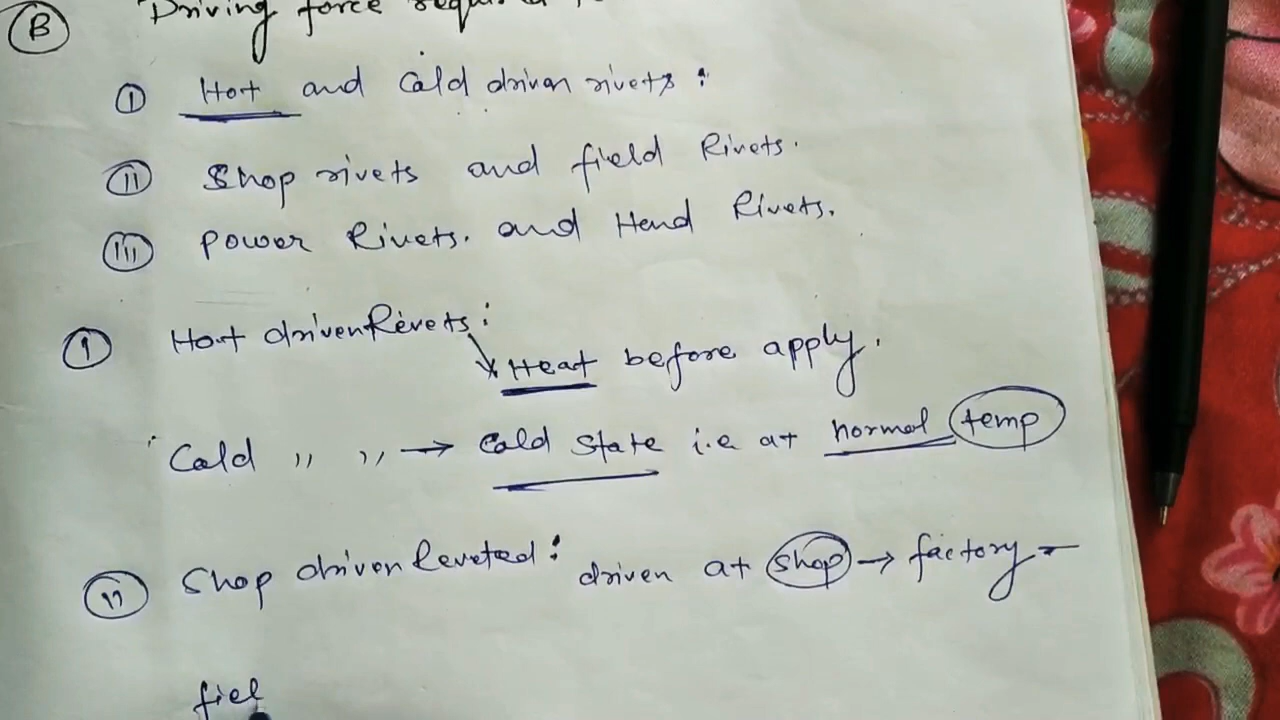 B Driving force
i Hot and Cold driven rivets :
ii Shop rivets and field Rivets.
iii power Rivets. and Hend Rivets.
i Hot driven Rivets :
Heat before apply.
Cold " " → Cold State i.e at normal temp
ii Shop driven Reveted : driven at shop → factory -
fiel